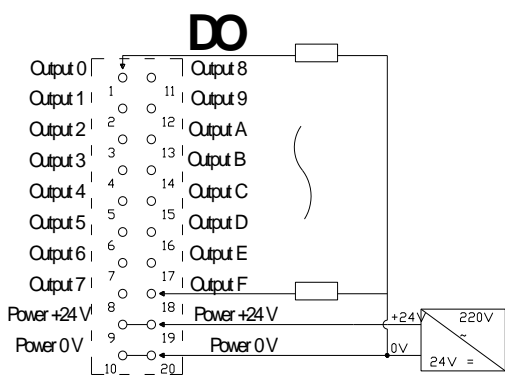 DO
Output 0 Output 8
1 11
Output 1 Output 9
2 12
Output 2 Output A
3 13
Output 3 Output B
4 14
Output 4 Output C
5 15
Output 5 Output D
6 16
Output 6 Output E
7 17
Output 7 Output F
8 18
Power +24V Power +24V +24V 220V
9 19 ~
Power 0V Power 0V 0V
10 20 24V =